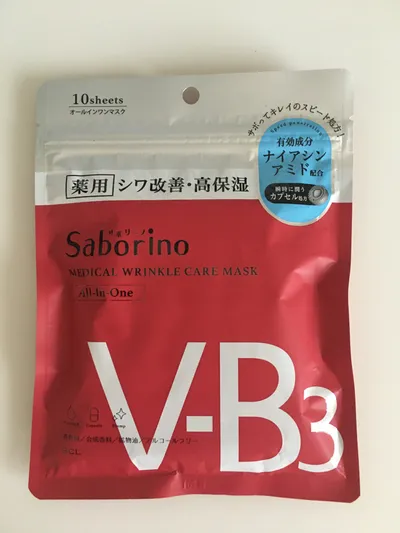 10sheets
オールインワンマスク
サボってキレイのスピード処方!
有効成分
ナイアシン
アミド配合
瞬時に潤う
カプセル処方
薬用 シワ改善・高保湿
サボリーノ
Saborino
MEDICAL WRINKLE CARE MASK
All-in-One
V-B3